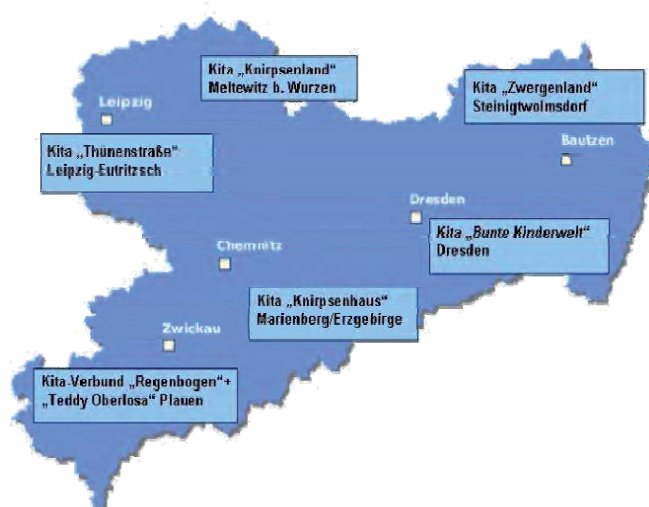 Kita „Knirpsenland"
Meltewitz b. Wurzen
Kita „Zwergenland"
Steinigtwolmsdorf
Leipzig
Kita „Thünenstraße"
Leipzig-Eutritzsch
Bautzen
Dresden
Kita „Bunte Kinderwelt"
Dresden
Chemnitz
Kita „Knirpsenhaus"
Marienberg/Erzgebirge
Zwickau
Kita-Verbund „Regenbogen"+
„Teddy Oberlosa" Plauen